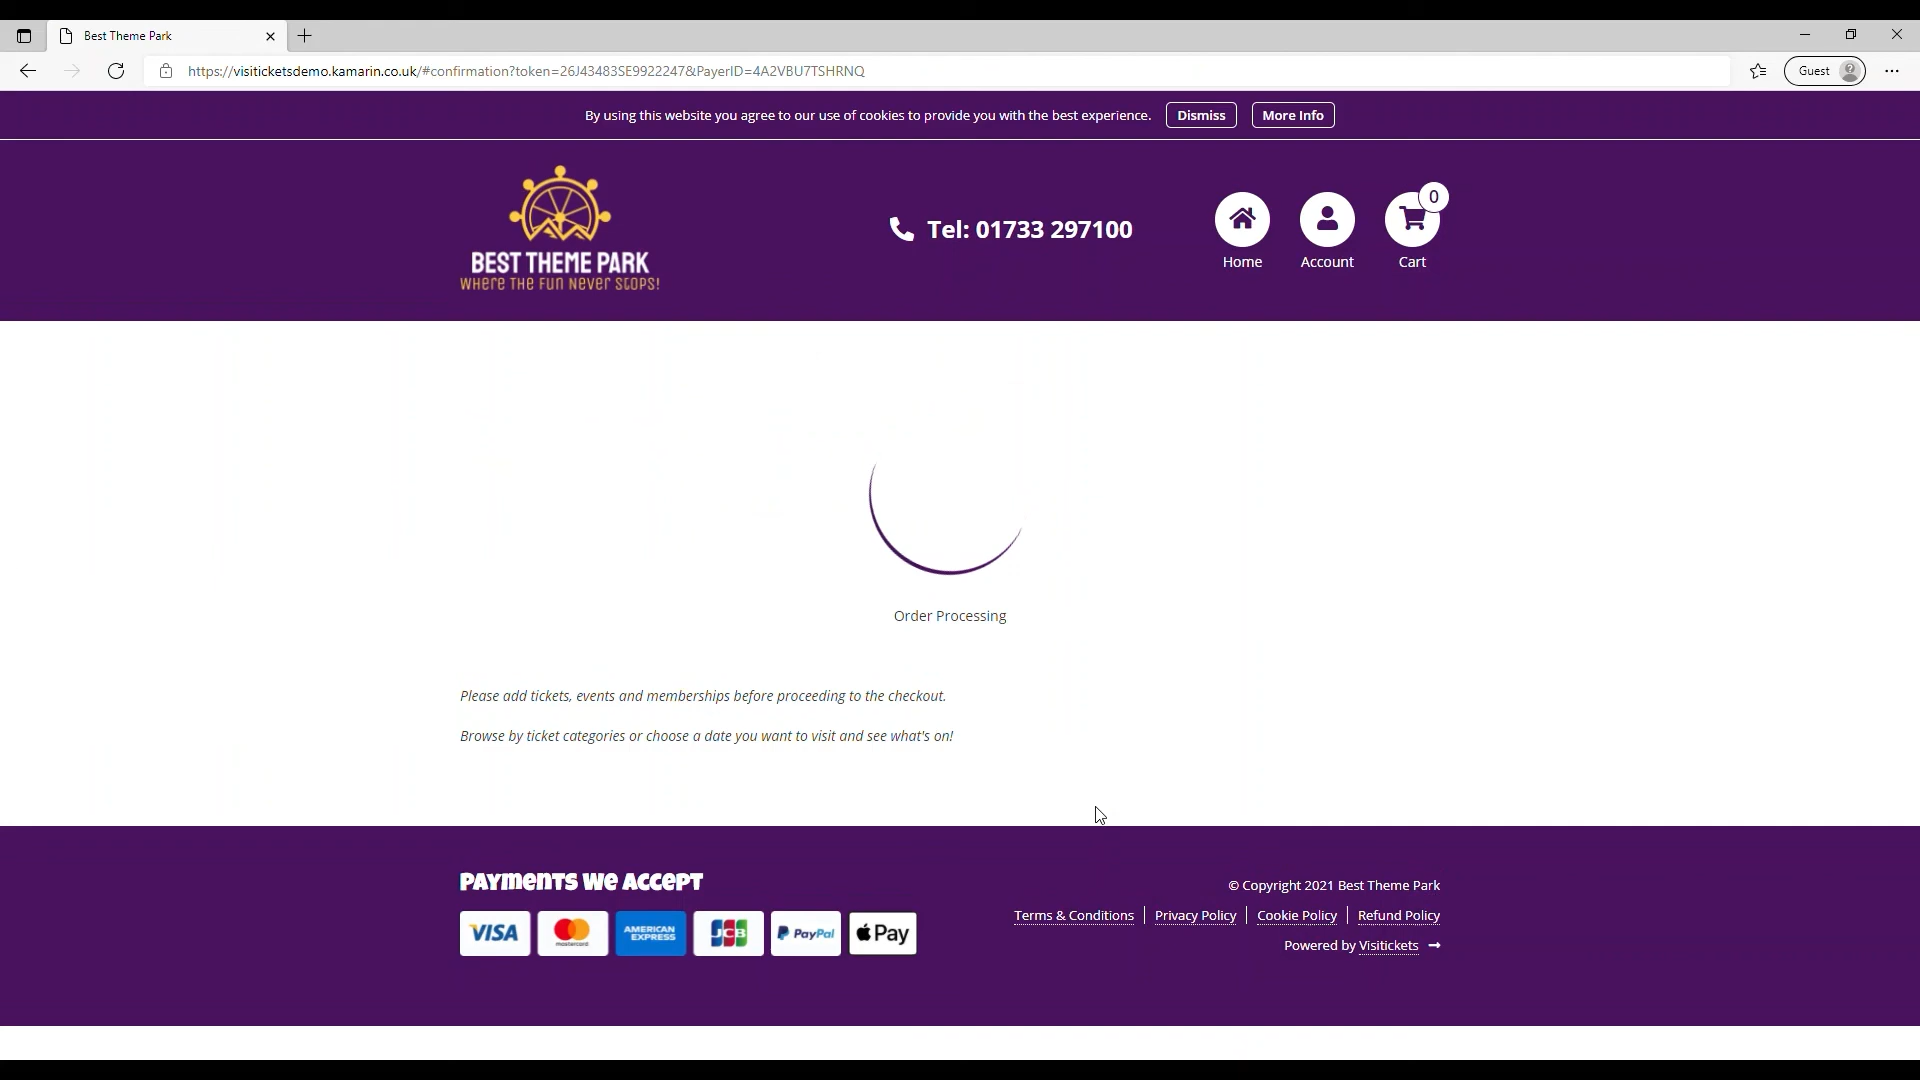 Best Theme Park
https://visiticketsdemo.kamarin.co.uk/#confirmation?token=26J43483SE9922247&PayerID=4A2VBU7TSHRNQ
Guest
By using this website you agree to our use of cookies to provide you with the best experience. Dismiss More Info
BEST THEME PARK
WHERE THE FUN NEVER STOPS!
Tel: 01733 297100
0
Home Account Cart
Order Processing
Please add tickets, events and memberships before proceeding to the checkout.
Browse by ticket categories or choose a date you want to visit and see what's on!
Payments We Accept
VISA mastercard AMERICAN EXPRESS JCB PayPal Pay
© Copyright 2021 Best Theme Park
Terms & Conditions Privacy Policy Cookie Policy Refund Policy
Powered by Visitickets →